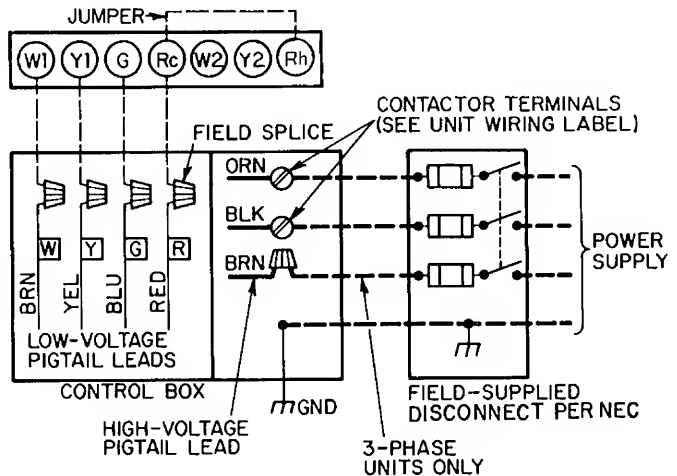 JUMPER
W1 Y1 G Rc W2 Y2 Rh
FIELD SPLICE
CONTACTOR TERMINALS
(SEE UNIT WIRING LABEL)
ORN
BLK
BRN
W Y G R
BRN YEL BLU RED
LOW-VOLTAGE
PIGTAIL LEADS
CONTROL BOX
POWER
SUPPLY
GND
HIGH-VOLTAGE
PIGTAIL LEAD
3-PHASE
UNITS ONLY
FIELD-SUPPLIED
DISCONNECT PER NEC